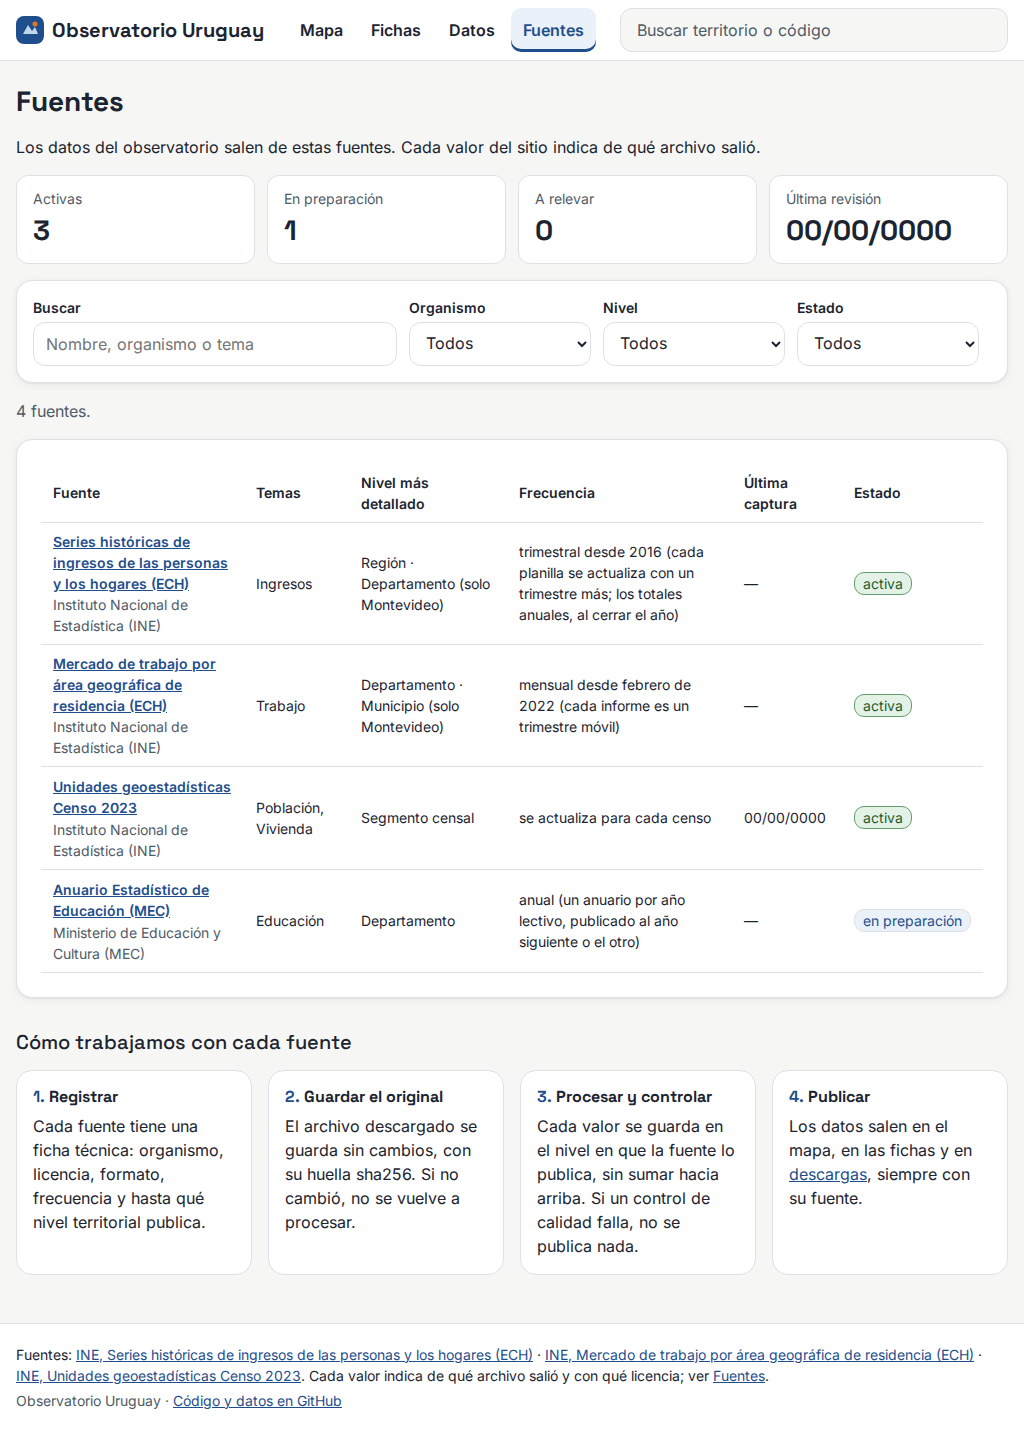 Observatorio Uruguay
Mapa
Fichas
Datos
Fuentes
Buscar territorio o código
Fuentes
Los datos del observatorio salen de estas fuentes. Cada valor del sitio indica de qué archivo salió.
Activas
3
En preparación
1
A relevar
0
Última revisión
00/00/0000
Buscar
Nombre, organismo o tema
Organismo
Todos
Nivel
Todos
Estado
Todos
4 fuentes.
Fuente
Temas
Nivel más
detallado
Frecuencia
Última
captura
Estado
Series históricas de
ingresos de las personas
y los hogares (ECH)
Instituto Nacional de
Estadística (INE)
Ingresos
Región ·
Departamento (solo
Montevideo)
trimestral desde 2016 (cada
planilla se actualiza con un
trimestre más; los totales
anuales, al cerrar el año)
—
activa
Mercado de trabajo por
área geográfica de
residencia (ECH)
Instituto Nacional de
Estadística (INE)
Trabajo
Departamento ·
Municipio (solo
Montevideo)
mensual desde febrero de
2022 (cada informe es un
trimestre móvil)
—
activa
Unidades geoestadísticas
Censo 2023
Instituto Nacional de
Estadística (INE)
Población,
Vivienda
Segmento censal
se actualiza para cada censo
00/00/0000
activa
Anuario Estadístico de
Educación (MEC)
Ministerio de Educación y
Cultura (MEC)
Educación
Departamento
anual (un anuario por año
lectivo, publicado al año
siguiente o el otro)
—
en preparación
Cómo trabajamos con cada fuente
1. Registrar
Cada fuente tiene una
ficha técnica: organismo,
licencia, formato,
frecuencia y hasta qué
nivel territorial publica.
2. Guardar el original
El archivo descargado se
guarda sin cambios, con
su huella sha256. Si no
cambió, no se vuelve a
procesar.
3. Procesar y controlar
Cada valor se guarda en
el nivel en que la fuente lo
publica, sin sumar hacia
arriba. Si un control de
calidad falla, no se
publica nada.
4. Publicar
Los datos salen en el
mapa, en las fichas y en
descargas, siempre con
su fuente.
Fuentes: INE, Series históricas de ingresos de las personas y los hogares (ECH) · INE, Mercado de trabajo por área geográfica de residencia (ECH) ·
INE, Unidades geoestadísticas Censo 2023. Cada valor indica de qué archivo salió y con qué licencia; ver Fuentes.
Observatorio Uruguay · Código y datos en GitHub